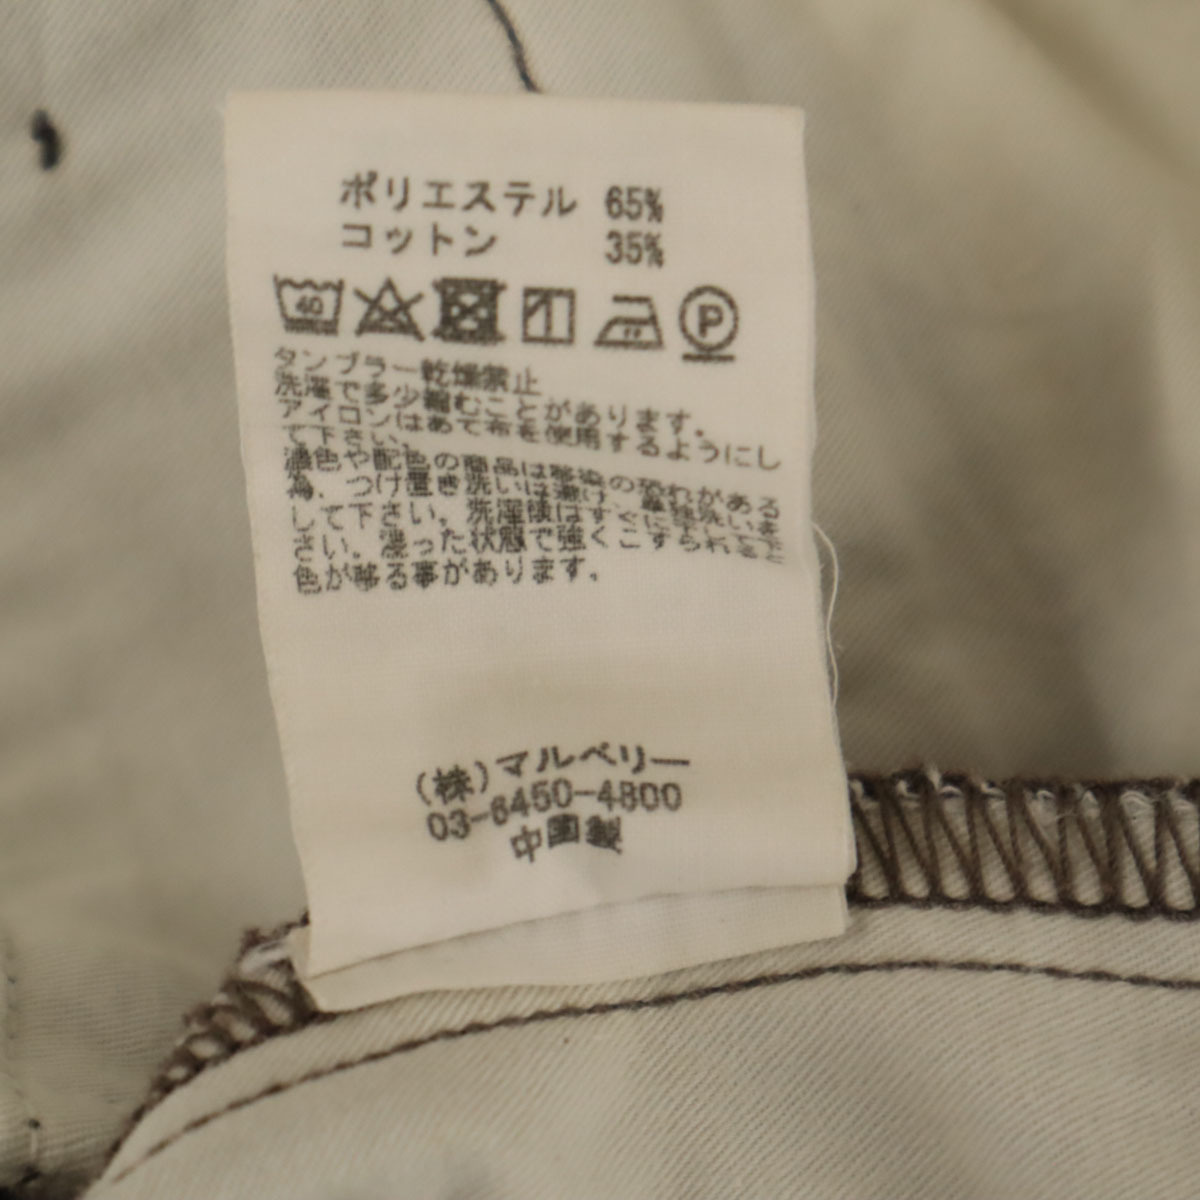 ポリエステル 65%
コットン 35%
40
P
タンブラー乾燥禁止
洗濯で多少縮むことがあります。
アイロンはあて布を使用するようにし
て下さい。
濃色や配色の商品は移染の恐れがある
為、つけ置き洗いは避け、単独洗いを
して下さい。洗濯後はすぐに干して下
さい。湿った状態で強くこすられると
色が移る事があります。
(株)マルベリー
03-6450-4800
中国製